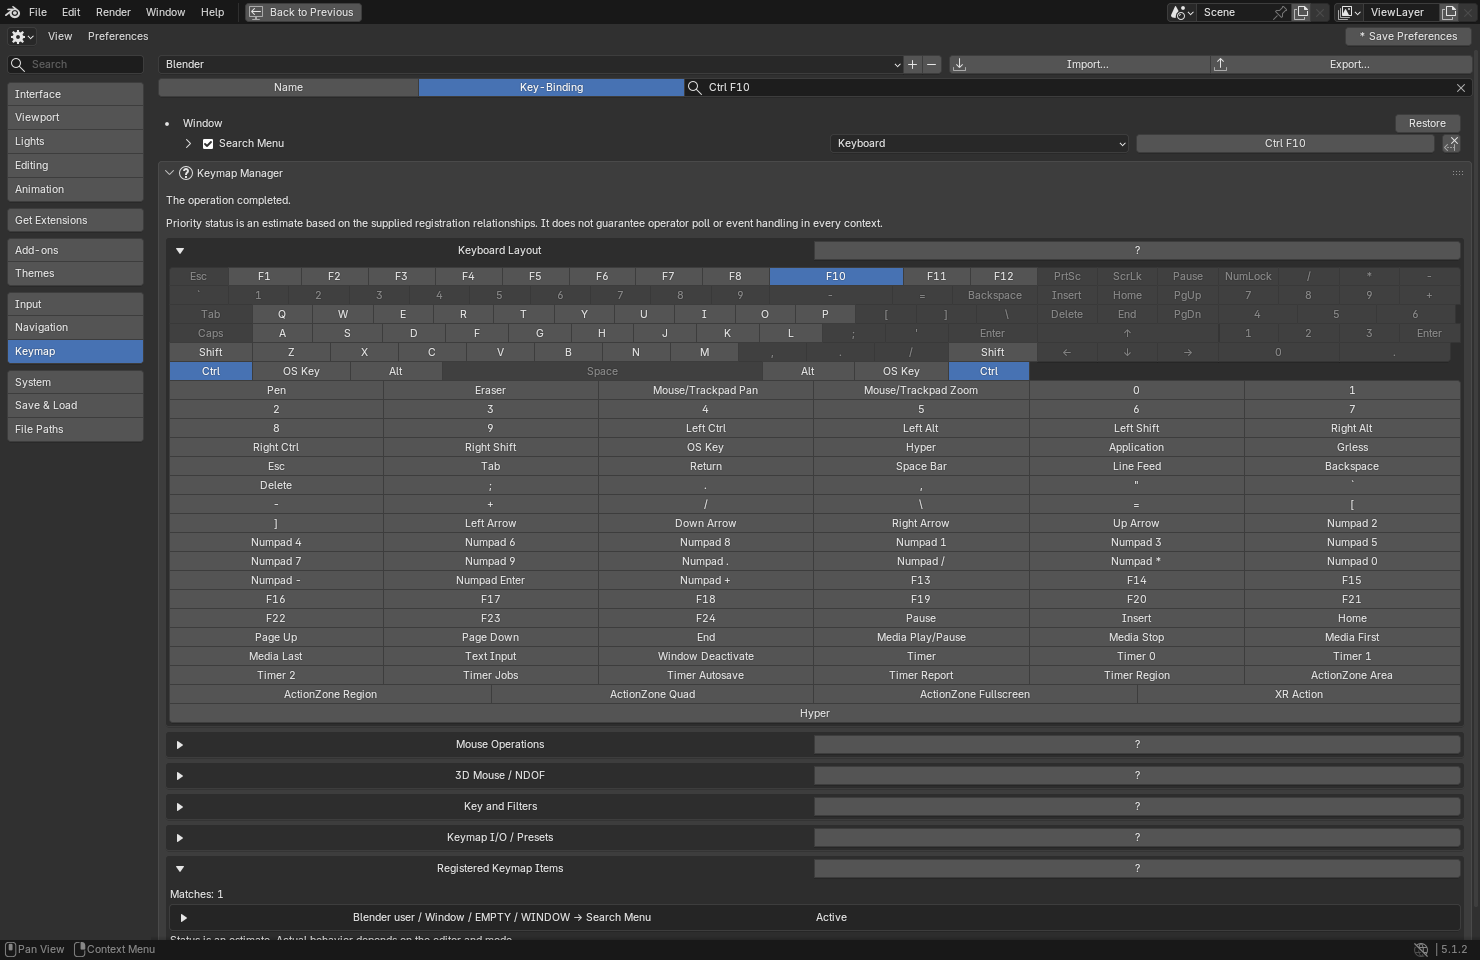 File Edit Render Window Help Back to Previous Scene ViewLayer
View Preferences * Save Preferences
Search Blender Import... Export...
Name Key-Binding Ctrl F10
Interface
Viewport
Lights
Editing
Animation
Get Extensions
Add-ons
Themes
Input
Navigation
Keymap
System
Save & Load
File Paths
Window Restore
Search Menu Keyboard Ctrl F10
Keymap Manager
The operation completed.
Priority status is an estimate based on the supplied registration relationships. It does not guarantee operator poll or event handling in every context.
Keyboard Layout ?
Esc F1 F2 F3 F4 F5 F6 F7 F8 F10 F11 F12 PrtSc ScrLk Pause NumLock / * -
` 1 2 3 4 5 6 7 8 9 - = Backspace Insert Home PgUp 7 8 9 +
Tab Q W E R T Y U I O P [ ] \ Delete End PgDn 4 5 6
Caps A S D F G H J K L ; ' Enter ↑ 1 2 3 Enter
Shift Z X C V B N M , . / Shift ← ↓ → 0 .
Ctrl OS Key Alt Space Alt OS Key Ctrl
Pen Eraser Mouse/Trackpad Pan Mouse/Trackpad Zoom 0 1
2 3 4 5 6 7
8 9 Left Ctrl Left Alt Left Shift Right Alt
Right Ctrl Right Shift OS Key Hyper Application Grless
Esc Tab Return Space Bar Line Feed Backspace
Delete ; . , " `
- + / \ = [
] Left Arrow Down Arrow Right Arrow Up Arrow Numpad 2
Numpad 4 Numpad 6 Numpad 8 Numpad 1 Numpad 3 Numpad 5
Numpad 7 Numpad 9 Numpad . Numpad / Numpad * Numpad 0
Numpad - Numpad Enter Numpad + F13 F14 F15
F16 F17 F18 F19 F20 F21
F22 F23 F24 Pause Insert Home
Page Up Page Down End Media Play/Pause Media Stop Media First
Media Last Text Input Window Deactivate Timer Timer 0 Timer 1
Timer 2 Timer Jobs Timer Autosave Timer Report Timer Region ActionZone Area
ActionZone Region ActionZone Quad ActionZone Fullscreen XR Action
Hyper
Mouse Operations ?
3D Mouse / NDOF ?
Key and Filters ?
Keymap I/O / Presets ?
Registered Keymap Items ?
Matches: 1
Blender user / Window / EMPTY / WINDOW → Search Menu Active
Status is an estimate. Actual behavior depends on the editor and mode.
Pan View Context Menu 5.1.2